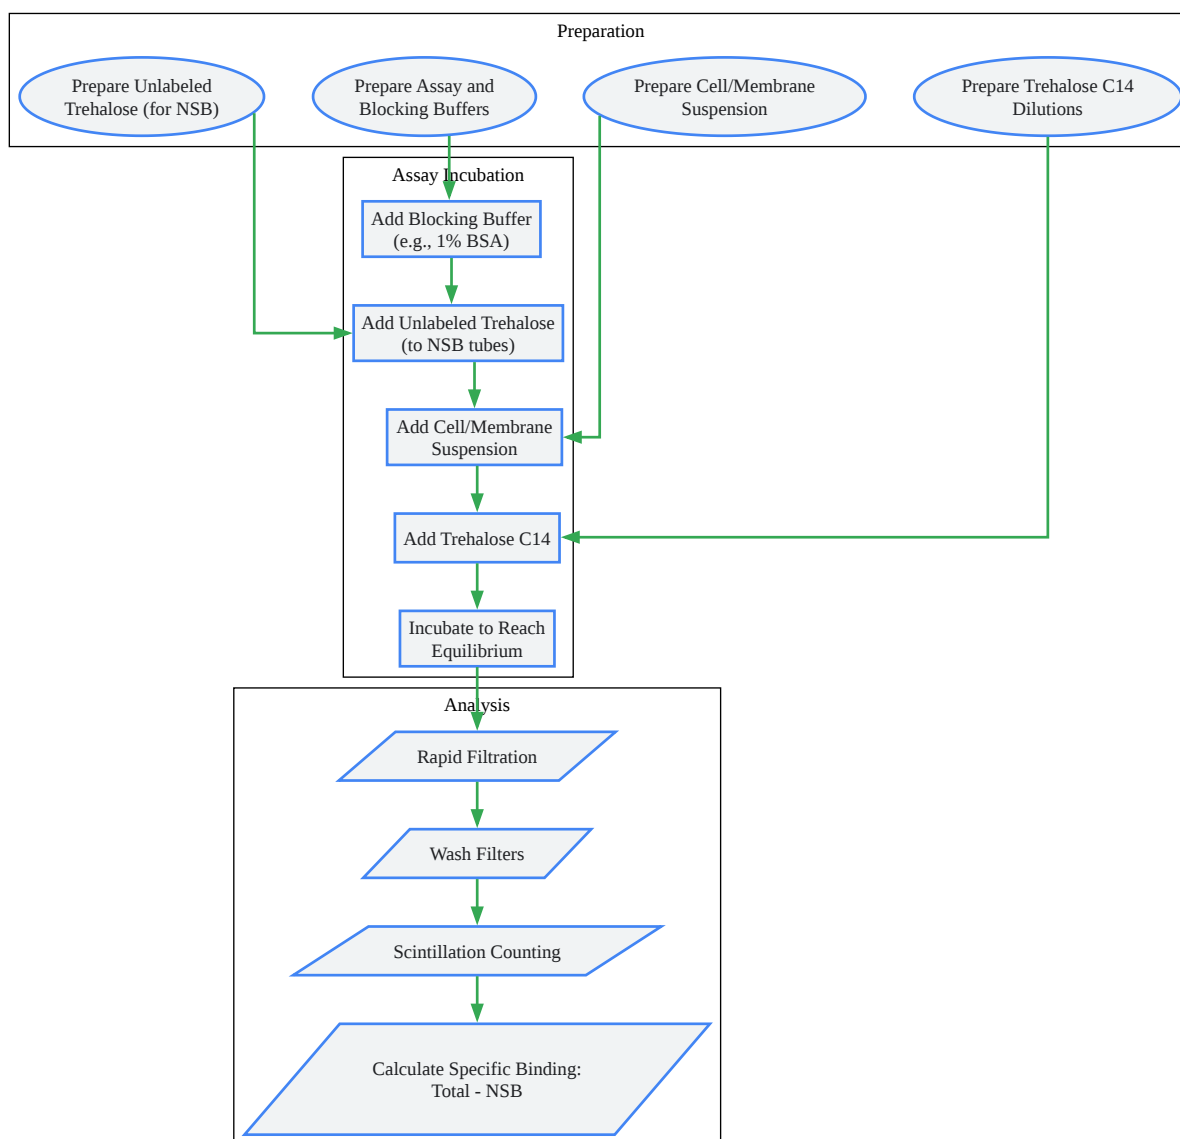 Preparation
Prepare Unlabeled
Trehalose (for NSB)
Prepare Assay and
Blocking Buffers
Prepare Cell/Membrane
Suspension
Prepare Trehalose C14
Dilutions
Assay Incubation
Add Blocking Buffer
(e.g., 1% BSA)
Add Unlabeled Trehalose
(to NSB tubes)
Add Cell/Membrane
Suspension
Add Trehalose C14
Incubate to Reach
Equilibrium
Analysis
Rapid Filtration
Wash Filters
Scintillation Counting
Calculate Specific Binding:
Total - NSB